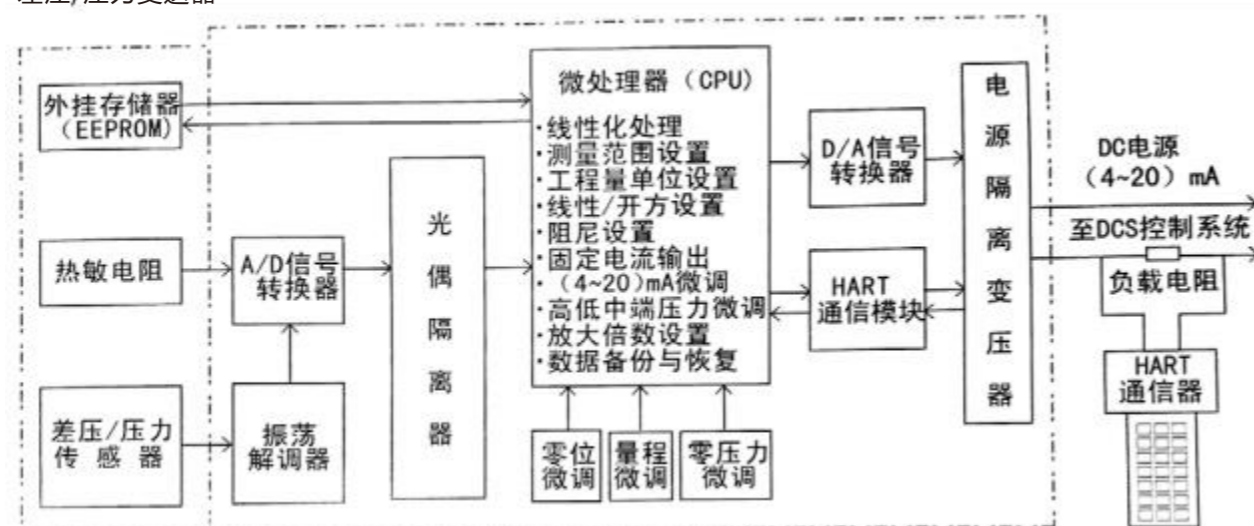 差压/压力变送器
外挂存储器
(EEPROM)
热敏电阻
差压/压力
传感器
A/D信号
转换器
振荡
解调器
光偶隔离器
微处理器(CPU)
·线性化处理
·测量范围设置
·工程量单位设置
·线性/开方设置
·阻尼设置
·固定电流输出
·(4~20)mA微调
·高低中端压力微调
·放大倍数设置
·数据备份与恢复
零位
微调
量程
微调
零压力
微调
D/A信号
转换器
HART
通信模块
电源隔离变压器
DC电源
(4~20)mA
至DCS控制系统
负载电阻
HART
通信器